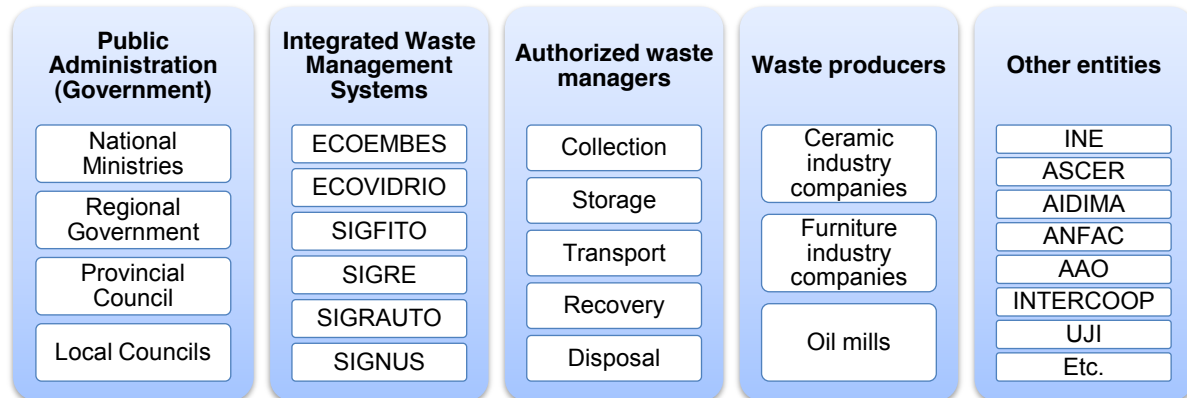 Public
Administration
(Government)
National
Ministries
Regional
Government
Provincial
Council
Local Councils
Integrated Waste
Management
Systems
ECOEMBES
ECOVIDRIO
SIGFITO
SIGRE
SIGRAUTO
SIGNUS
Authorized waste
managers
Collection
Storage
Transport
Recovery
Disposal
Waste producers
Ceramic
industry
companies
Furniture
industry
companies
Oil mills
Other entities
INE
ASCER
AIDIMA
ANFAC
AAO
INTERCOOP
UJI
Etc.